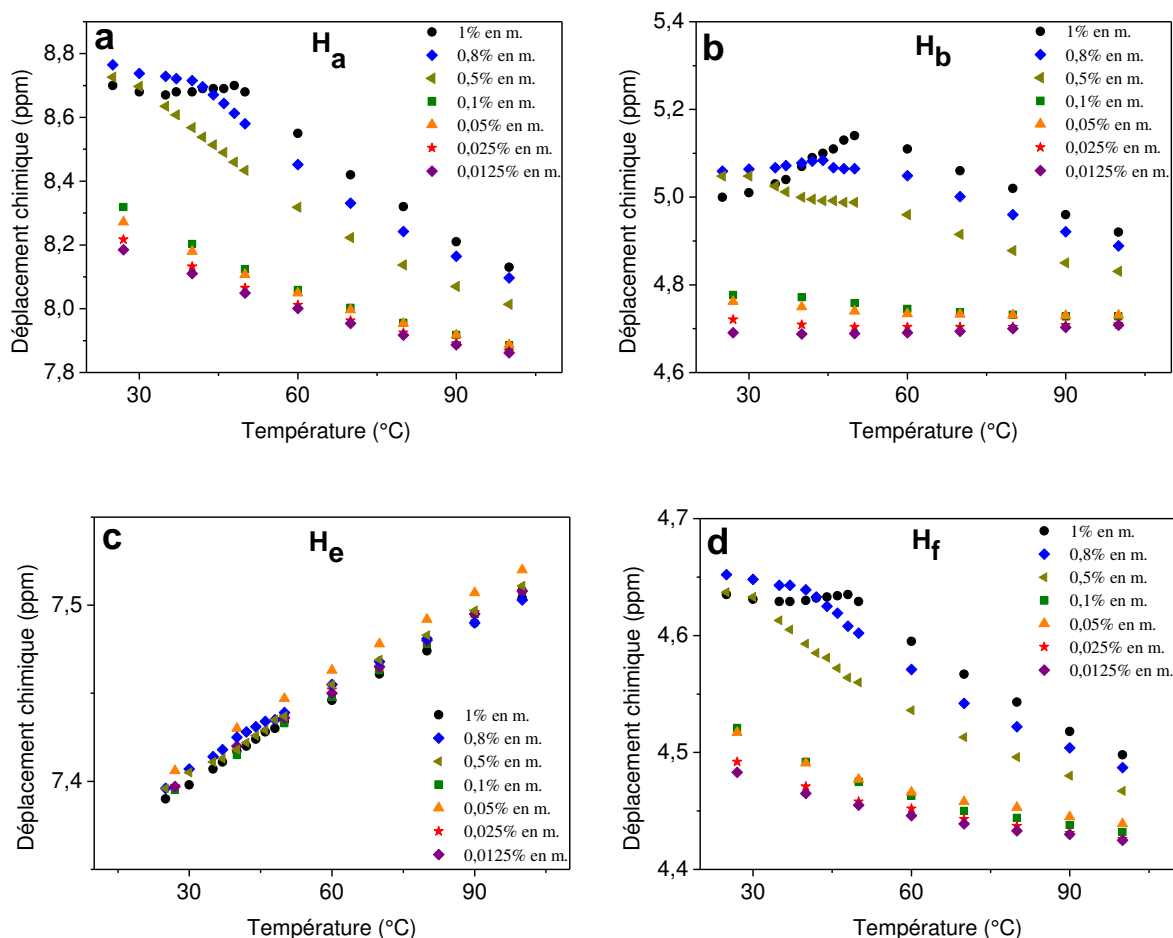 a
H_a
1% en m.
0,8% en m.
0,5% en m.
0,1% en m.
0,05% en m.
0,025% en m.
0,0125% en m.
8,8
8,6
8,4
8,2
8,0
7,8
30 60 90
Déplacement chimique (ppm)
Température (°C)
b
H_b
1% en m.
0,8% en m.
0,5% en m.
0,1% en m.
0,05% en m.
0,025% en m.
0,0125% en m.
5,4
5,2
5,0
4,8
4,6
30 60 90
Déplacement chimique (ppm)
Température (°C)
c
H_e
7,5
7,4
1% en m.
0,8% en m.
0,5% en m.
0,1% en m.
0,05% en m.
0,025% en m.
0,0125% en m.
30 60 90
Déplacement chimique (ppm)
Température (°C)
d
H_f
1% en m.
0,8% en m.
0,5% en m.
0,1% en m.
0,05% en m.
0,025% en m.
0,0125% en m.
4,7
4,6
4,5
4,4
30 60 90
Déplacement chimique (ppm)
Température (°C)